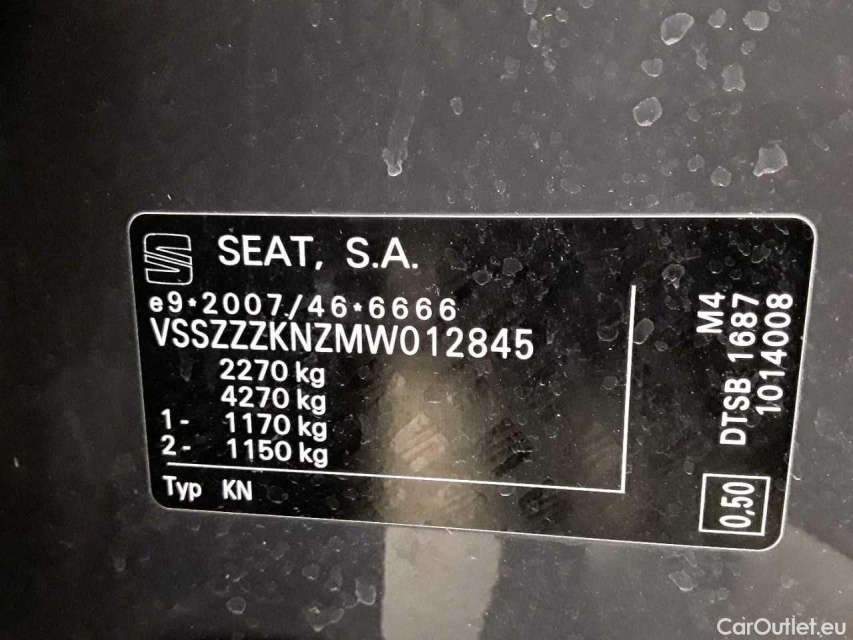 SEAT, S.A.
e9*2007/46*6666
VSSZZZKNZMW012845
2270 kg
4270 kg
1- 1170 kg
2- 1150 kg
Typ KN
M4
DTSB 1687
1014008
0,50
CarOutlet.eu